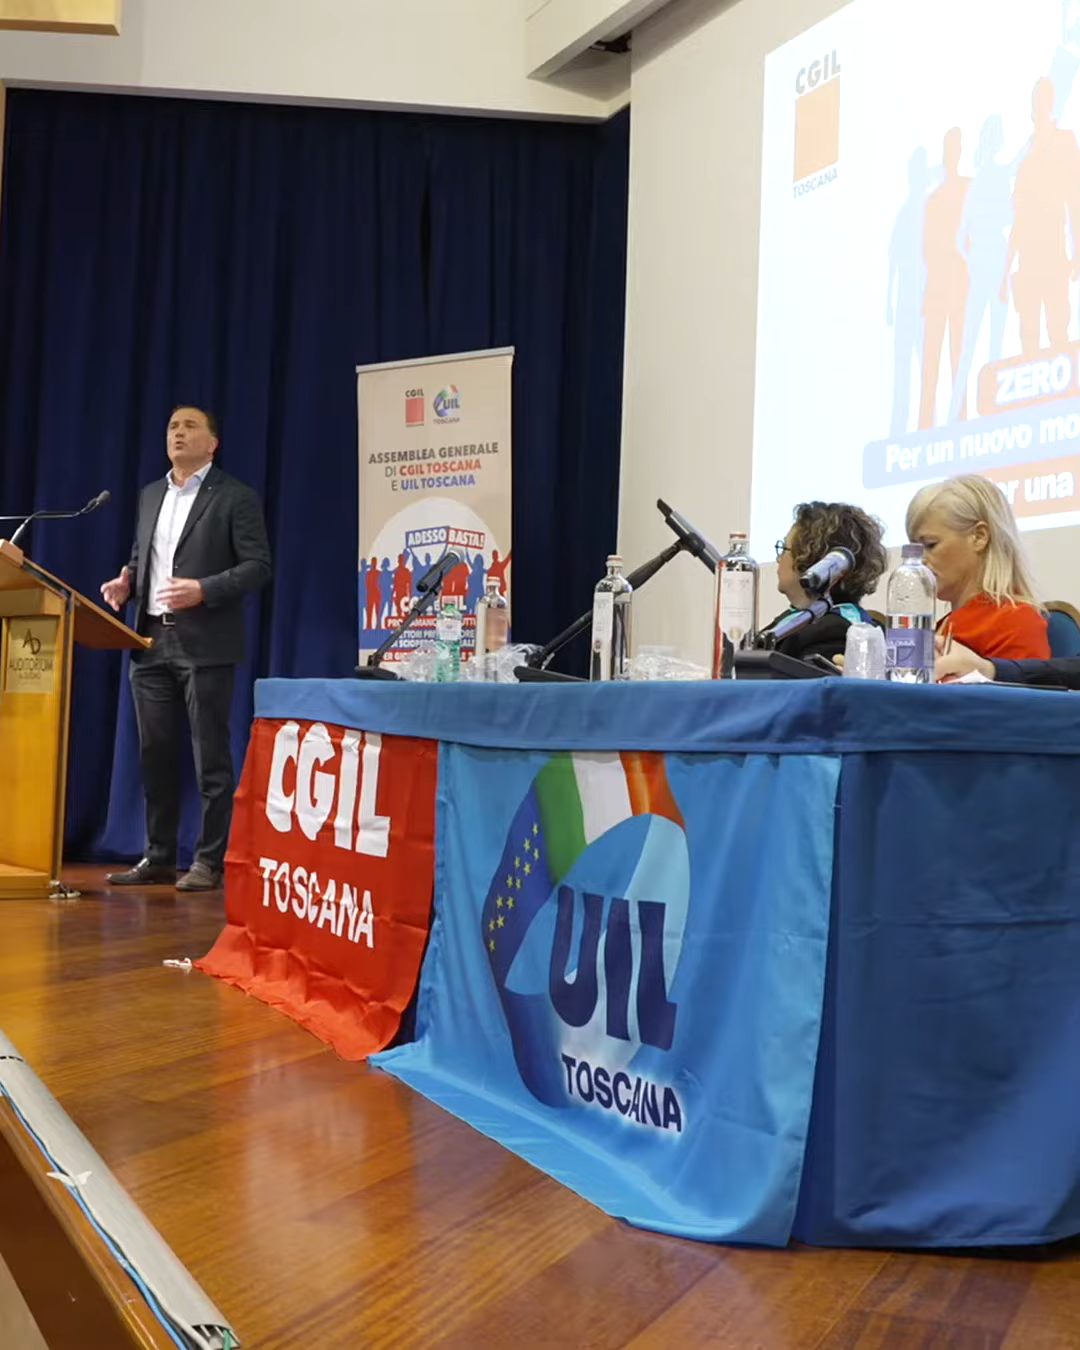 CGIL
TOSCANA
ZERO
Per un nuovo mo
er una
CGIL
UIL
TOSCANA
ASSEMBLEA GENERALE
DI CGIL TOSCANA
E UIL TOSCANA
ADESSO BASTA!
AUDITORIUM
CGIL
TOSCANA
UIL
TOSCANA